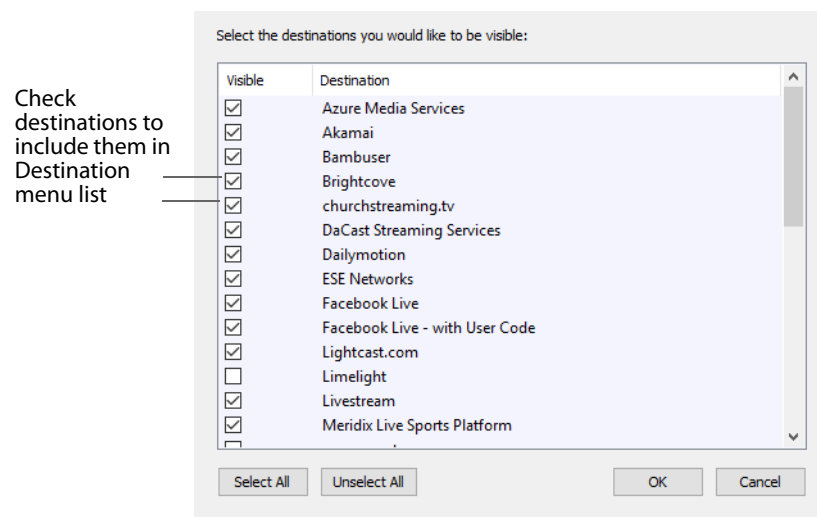 Select the destinations you would like to be visible:
Visible Destination
Check
destinations to
include them in
Destination
menu list
Azure Media Services
Akamai
Bambuser
Brightcove
churchstreaming.tv
DaCast Streaming Services
Dailymotion
ESE Networks
Facebook Live
Facebook Live - with User Code
Lightcast.com
Limelight
Livestream
Meridix Live Sports Platform
Select All Unselect All OK Cancel